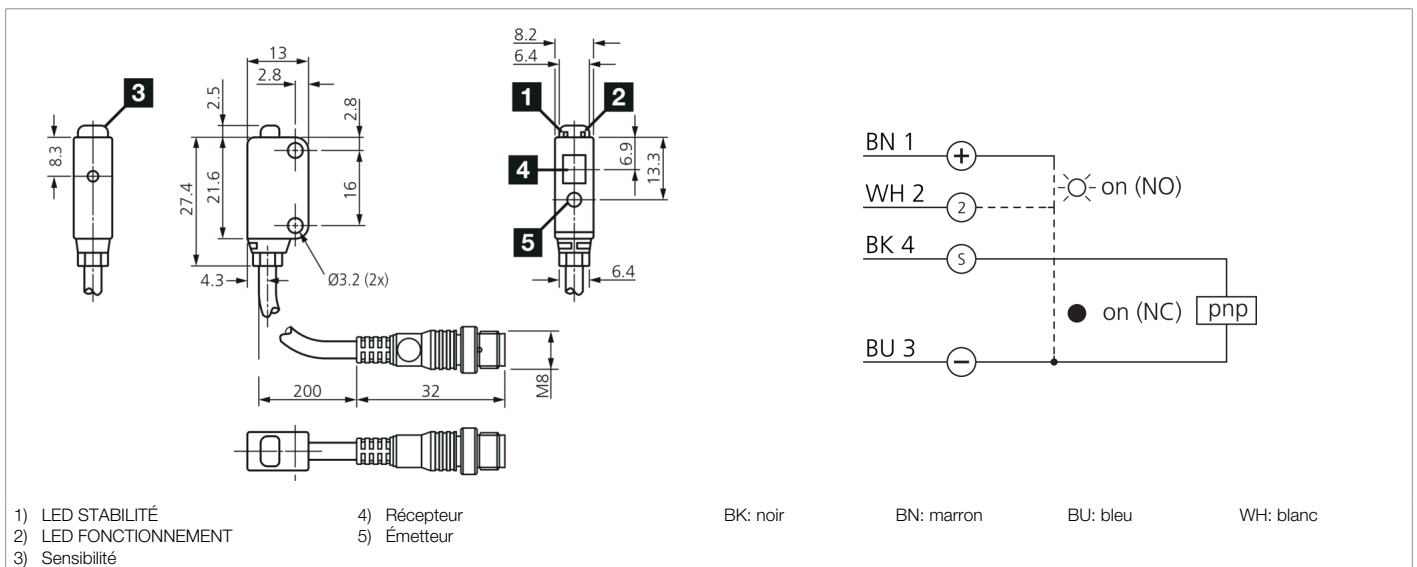 8.2
6.4
13
2.8
3
1
2
2.5
2.8
8.3
6.9
13.3
4
27.4
21.6
16
5
4.3
Ø3.2 (2x)
6.4
200
32
M8
BN 1
+
on (NO)
WH 2
2
BK 4
S
on (NC)
pnp
BU 3
−
1) LED STABILITÉ
2) LED FONCTIONNEMENT
3) Sensibilité
4) Récepteur
5) Émetteur
BK: noir
BN: marron
BU: bleu
WH: blanc